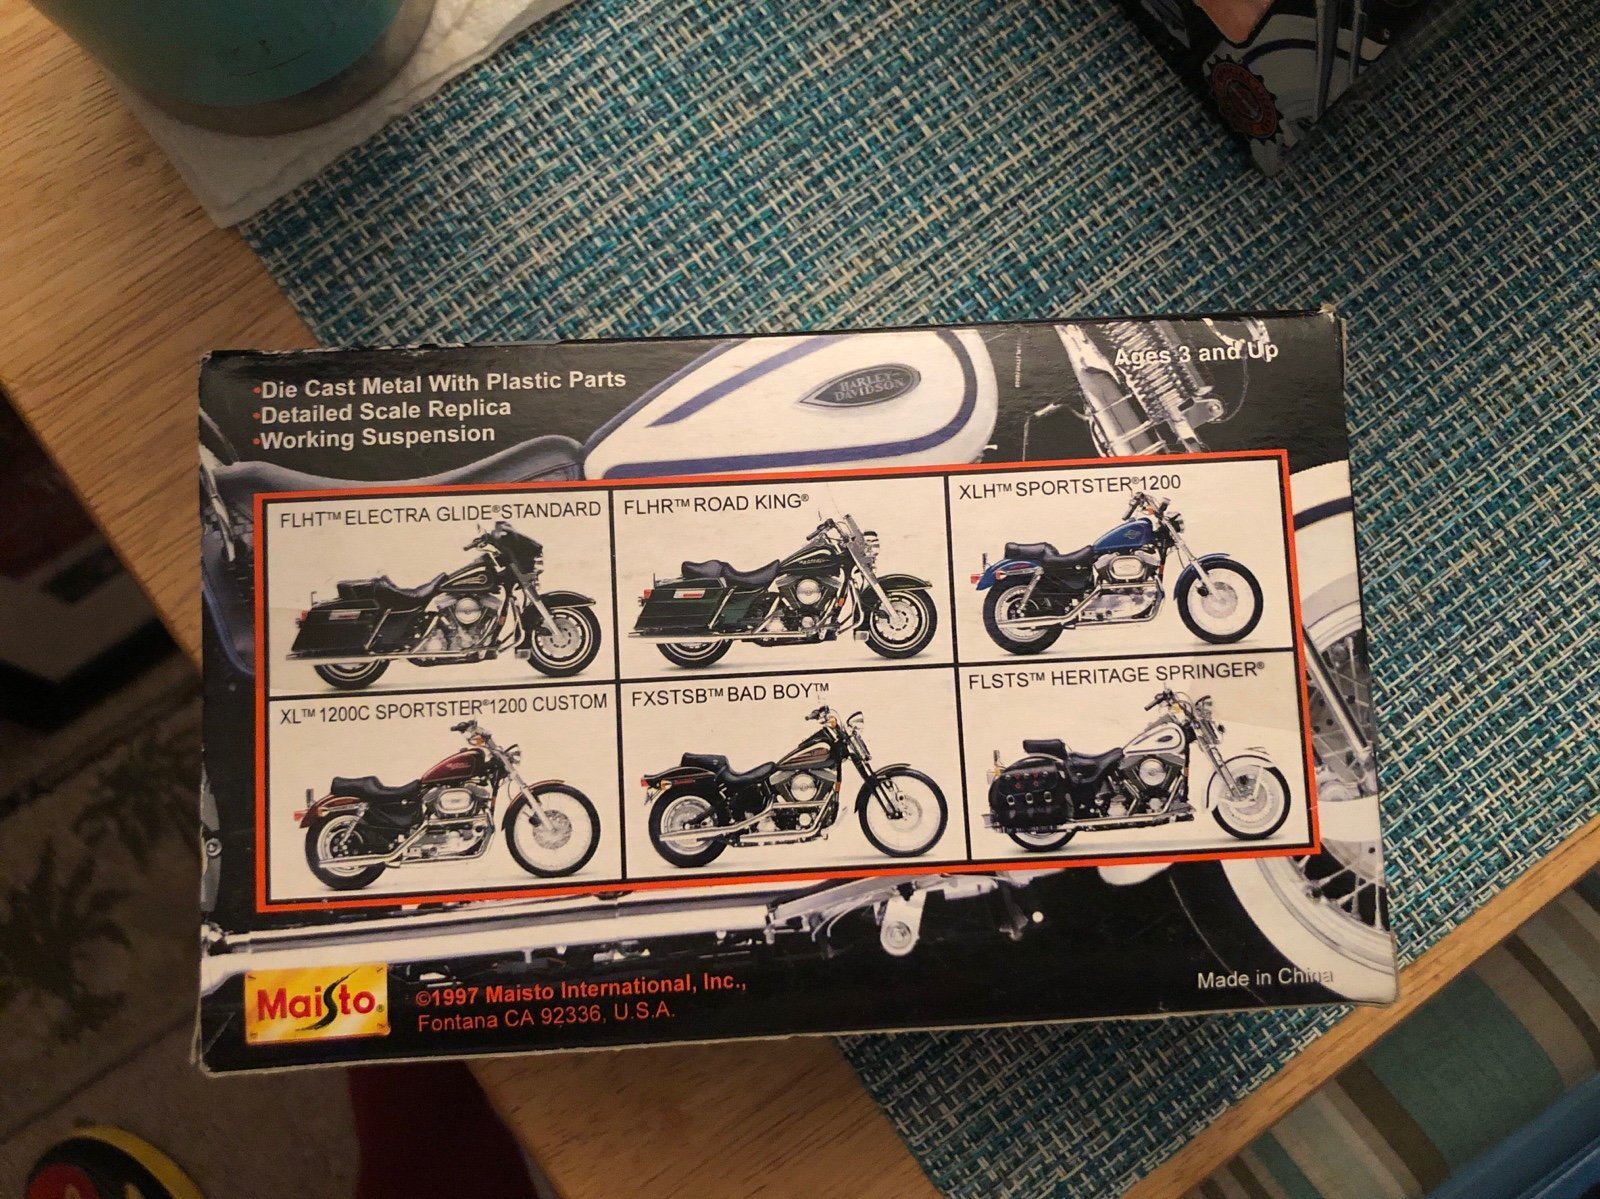 •Die Cast Metal With Plastic Parts
•Detailed Scale Replica
•Working Suspension
HARLEY-
DAVIDSON
Ages 3 and Up
FLHT™ ELECTRA GLIDE® STANDARD
FLHR™ ROAD KING®
XLH™ SPORTSTER® 1200
XL™ 1200C SPORTSTER® 1200 CUSTOM
FXSTSB™ BAD BOY™
FLSTS™ HERITAGE SPRINGER®
Maisto®
©1997 Maisto International, Inc.,
Fontana CA 92336, U.S.A.
Made in China